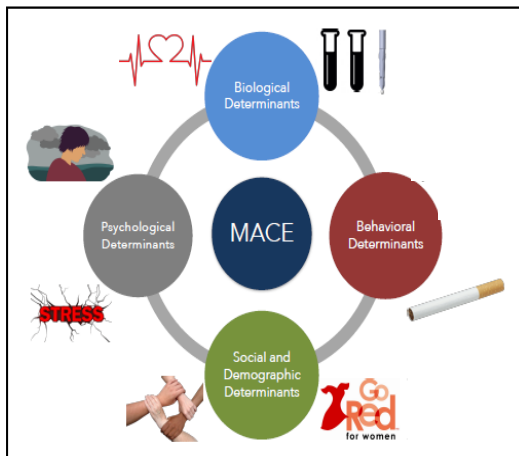 Biological
Determinants
Psychological
Determinants
MACE
Behavioral
Determinants
STRESS
Social and
Demographic
Determinants
Go
Red
for women